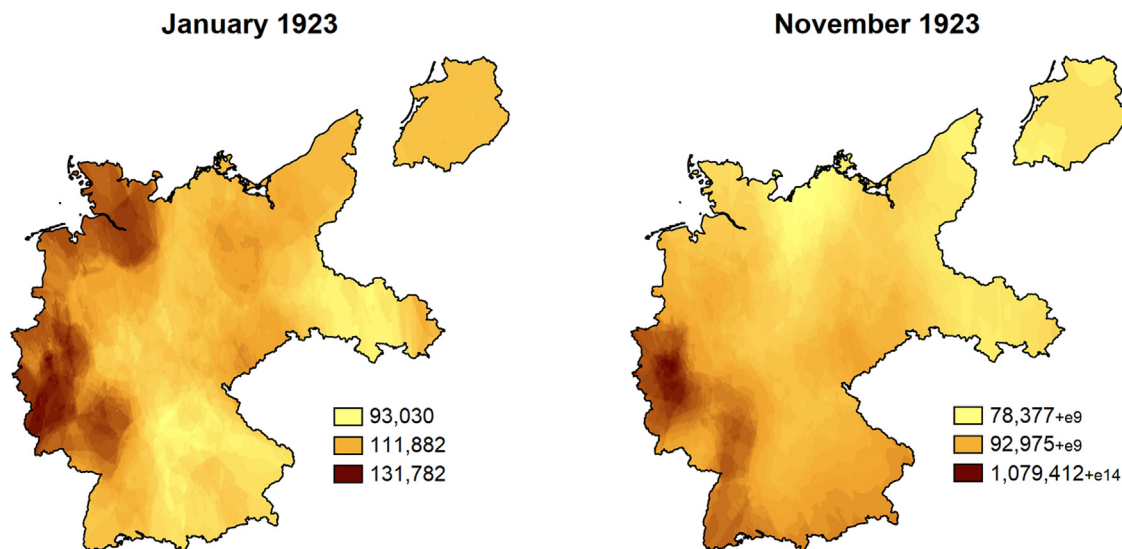 January 1923
November 1923
93,030
111,882
131,782
78,377+e9
92,975+e9
1,079,412+e14